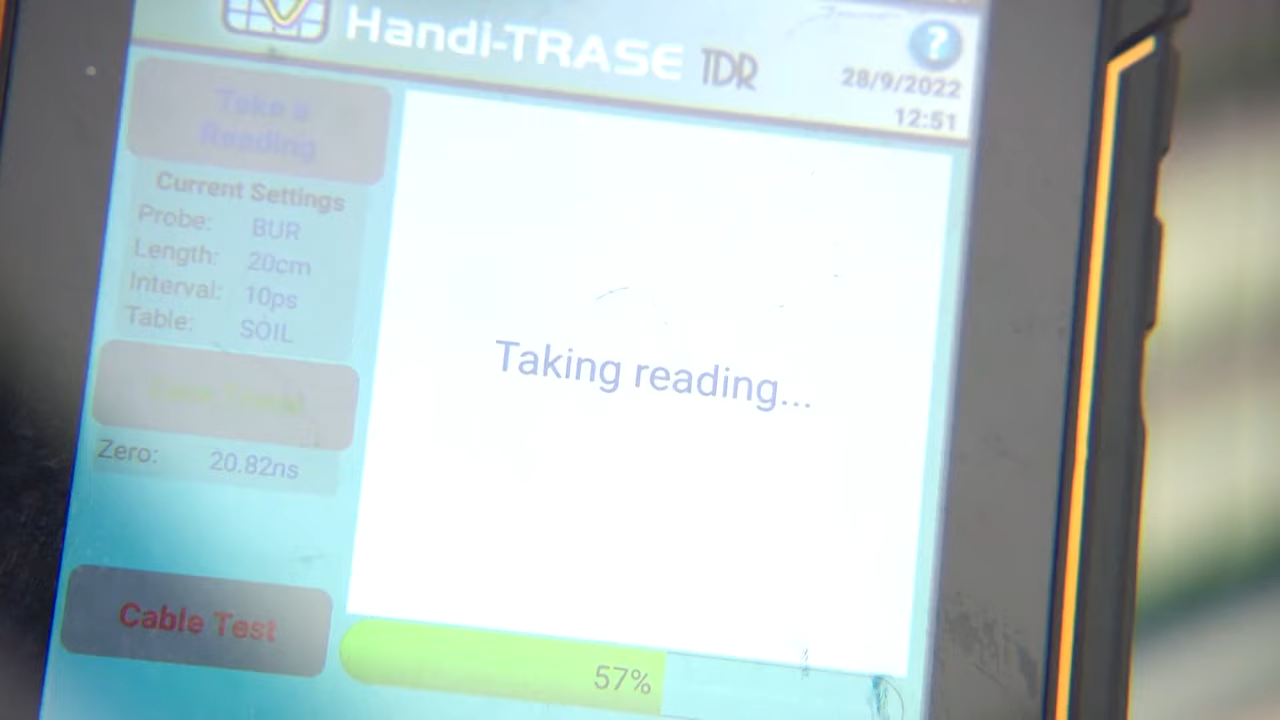 Handi-TRASE TDR
?
28/9/2022
12:51
Take a
Reading
Current Settings
Probe: BUR
Length: 20cm
Interval: 10ps
Table: SOIL
Zero: 20.82ns
Cable Test
Taking reading...
57%